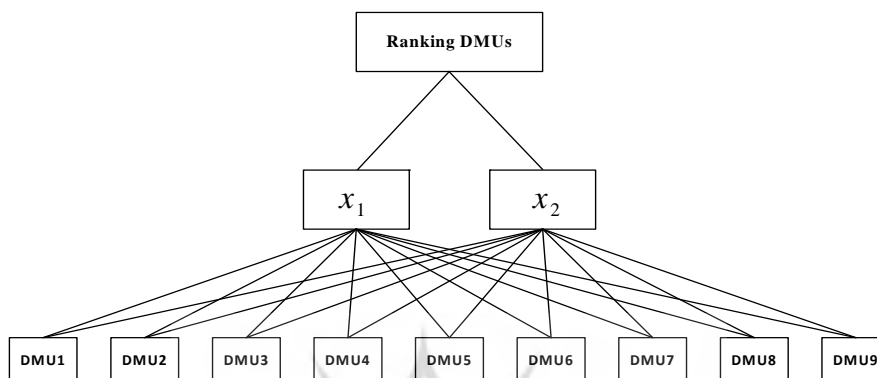 Ranking DMUs
x₁ x₂
DMU1 DMU2 DMU3 DMU4 DMU5 DMU6 DMU7 DMU8 DMU9